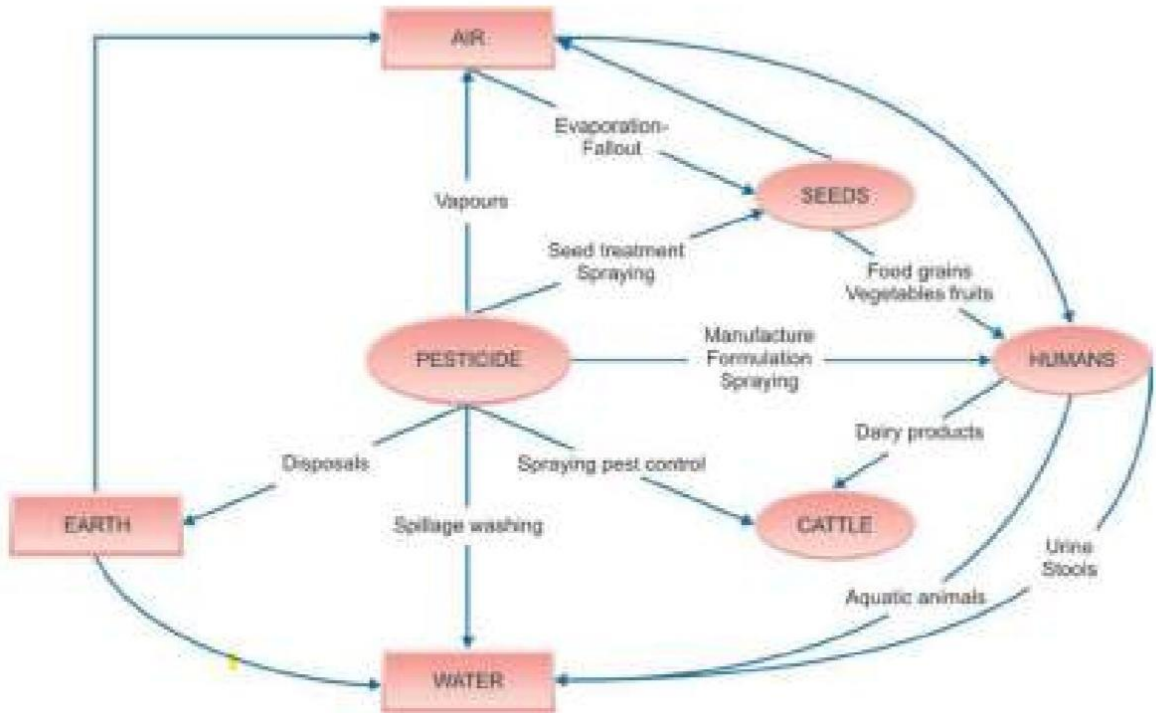 AIR
Evaporation-
Fallout
SEEDS
Vapours
Seed treatment
Spraying
Food grains
Vegetables fruits
Manufacture
Formulation
Spraying
PESTICIDE
HUMANS
Dairy products
Disposals
Spraying pest control
EARTH
Spillage washing
CATTLE
Urine
Stools
Aquatic animals
WATER